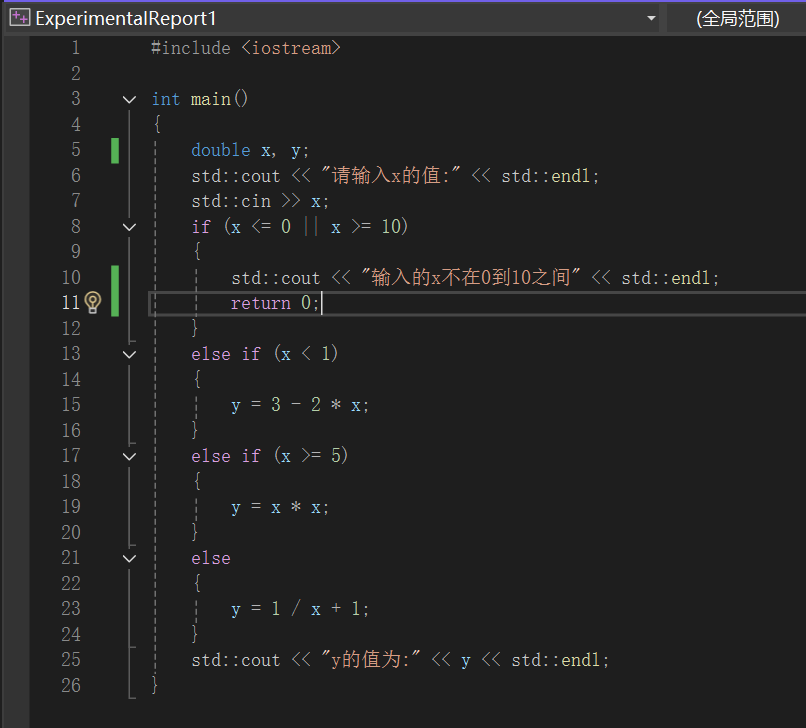 ExperimentalReport1 (全局范围)
1 #include <iostream>
2
3 int main()
4 {
5 double x, y;
6 std::cout << "请输入x的值:" << std::endl;
7 std::cin >> x;
8 if (x <= 0 || x >= 10)
9 {
10 std::cout << "输入的x不在0到10之间" << std::endl;
11 return 0;
12 }
13 else if (x < 1)
14 {
15 y = 3 - 2 * x;
16 }
17 else if (x >= 5)
18 {
19 y = x * x;
20 }
21 else
22 {
23 y = 1 / x + 1;
24 }
25 std::cout << "y的值为:" << y << std::endl;
26 }